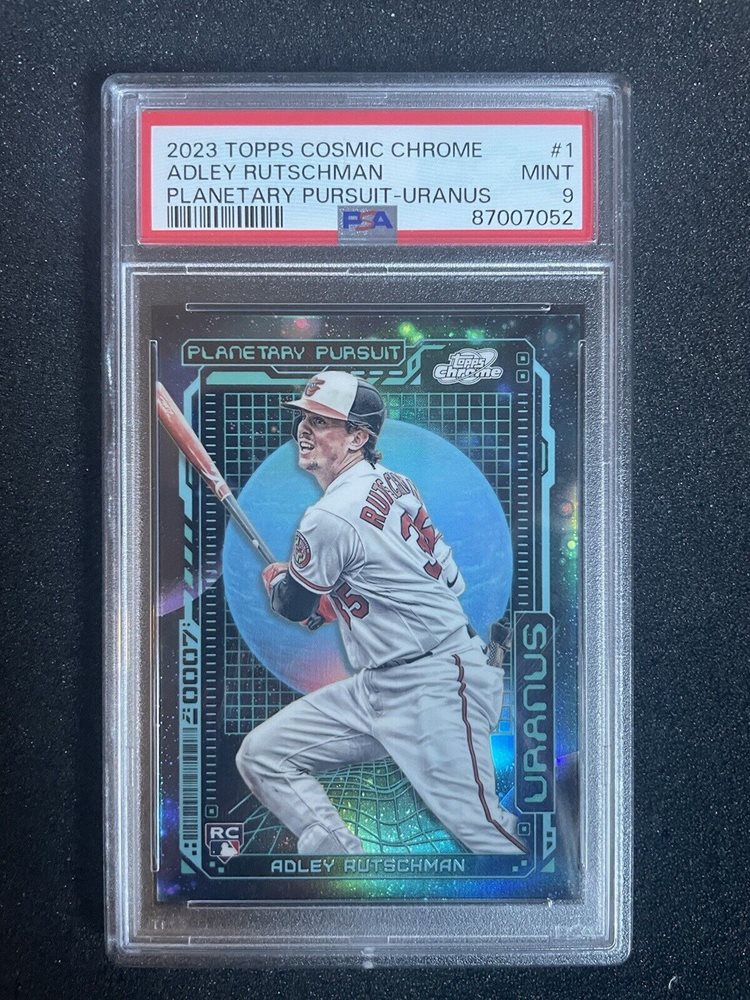 2023 TOPPS COSMIC CHROME #1
ADLEY RUTSCHMAN MINT
PLANETARY PURSUIT-URANUS 9
PSA 87007052
PLANETARY PURSUIT
topps
Chrome
35
35
0007
URANUS
RC
ADLEY RUTSCHMAN